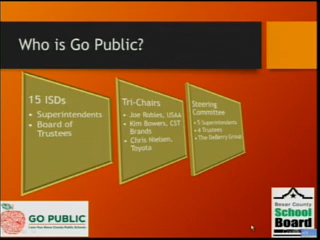 Who is Go Public?
15 ISDs
• Superintendents
• Board of
Trustees
Tri-Chairs
• Joe Robles, USAA
• Kim Bowers, CST
Brands
• Chris Nielsen,
Toyota
Steering
Committee
• 5 Superintendents
• 4 Trustees
• The DeBerry Group
GO PUBLIC
Bexar County
School
Board